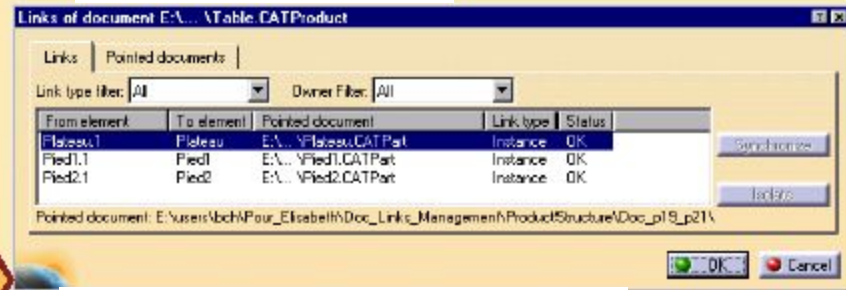 Links of document E:\... \Table.CATProduct
Links Pointed documents
Link type filter: All Owner Filter: All
From element To element Pointed document Link type Status
Plateau.1 Plateau E:\... \Plateau.CATPart Instance OK
Synchronize
Pied1.1 Pied1 E:\... \Pied1.CATPart Instance OK
Pied2.1 Pied2 E:\... \Pied2.CATPart Instance OK
Isolate
Pointed document: E:\users\bch\Pour_Elisabeth\Doc_Links_Management\ProductStructure\Doc_p19_p21\
OK Cancel